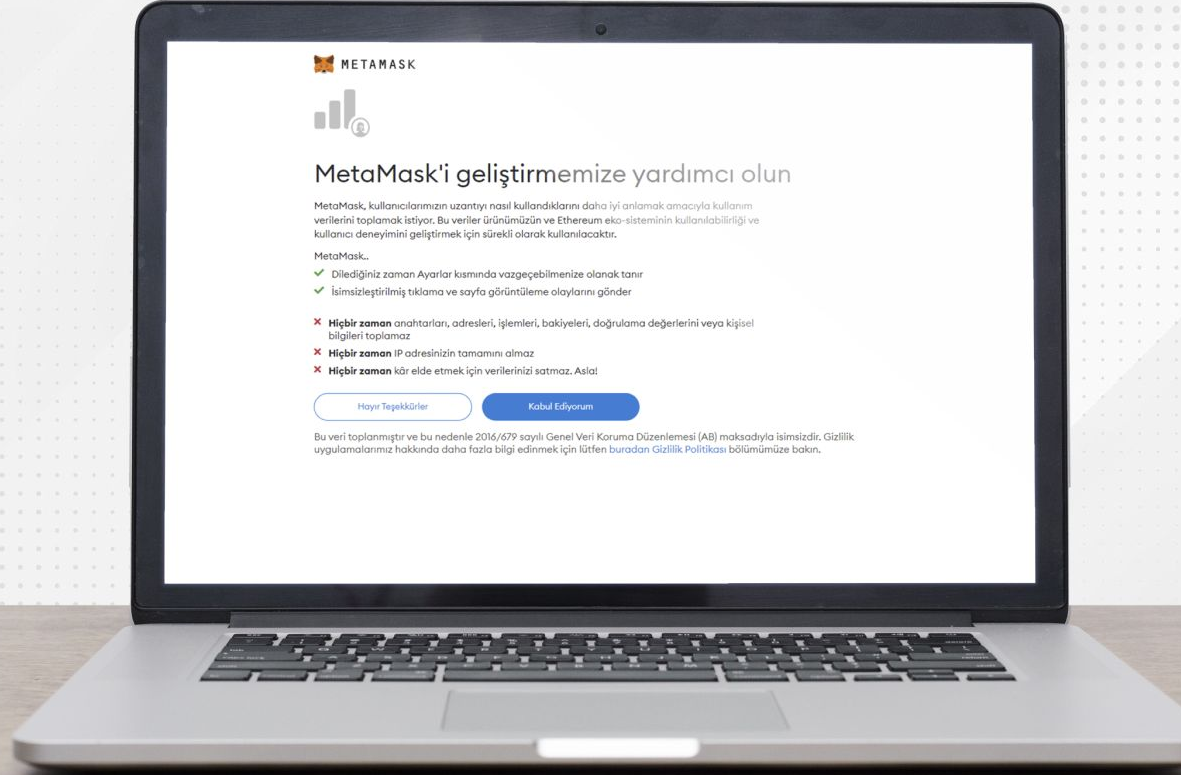 METAMASK
MetaMask'i geliştirmemize yardımcı olun
MetaMask, kullanıcılarımızın uzantıyı nasıl kullandıklarını daha iyi anlamak amacıyla kullanım
verilerini toplamak istiyor. Bu veriler ürünümüzün ve Ethereum eko-sisteminin kullanılabilirliği ve
kullanıcı deneyimini geliştirmek için sürekli olarak kullanılacaktır.
MetaMask..
Dilediğiniz zaman Ayarlar kısmında vazgeçebilmenize olanak tanır
İsimsizleştirilmiş tıklama ve sayfa görüntüleme olaylarını gönder
Hiçbir zaman anahtarları, adresleri, işlemleri, bakiyeleri, doğrulama değerlerini veya kişisel
bilgileri toplamaz
Hiçbir zaman IP adresinizin tamamını almaz
Hiçbir zaman kâr elde etmek için verilerinizi satmaz. Asla!
Hayır Teşekkürler
Kabul Ediyorum
Bu veri toplanmıştır ve bu nedenle 2016/679 sayılı Genel Veri Koruma Düzenlemesi (AB) maksadıyla isimsizdir. Gizlilik
uygulamalarımız hakkında daha fazla bilgi edinmek için lütfen buradan Gizlilik Politikası bölümümüze bakın.